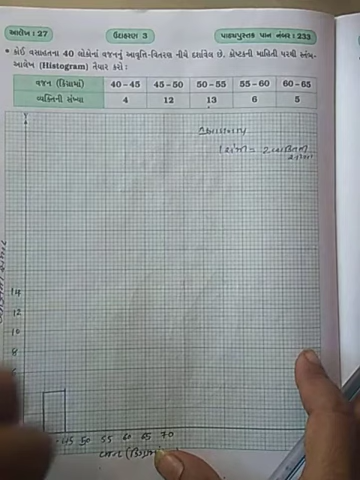 આલેખ : 27 ઉદાહરણ 3 પાઠ્યપુસ્તક પાન નંબર : 233
• કોઈ વસાહતના 40 લોકોનાં વજનનું આવૃત્તિ-વિતરણ નીચે દર્શાવેલ છે. કોષ્ટકની માહિતી પરથી સ્તંભ-
આલેખ (Histogram) તૈયાર કરો :
વજન (કિગ્રામાં) 40 – 45 45 – 50 50 – 55 55 – 60 60 – 65
વ્યક્તિની સંખ્યા 4 12 13 6 5
Y
14
12
10
8
45 50 55 60 65 70